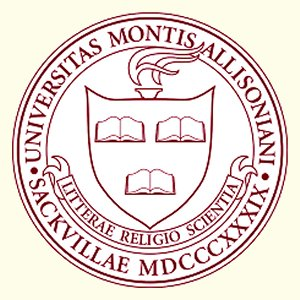 UNIVERSITAS MONTIS ALLISONIANI
LITTERAE RELIGIO SCIENTIA
SACKVILLAE MDCCCXXXIX